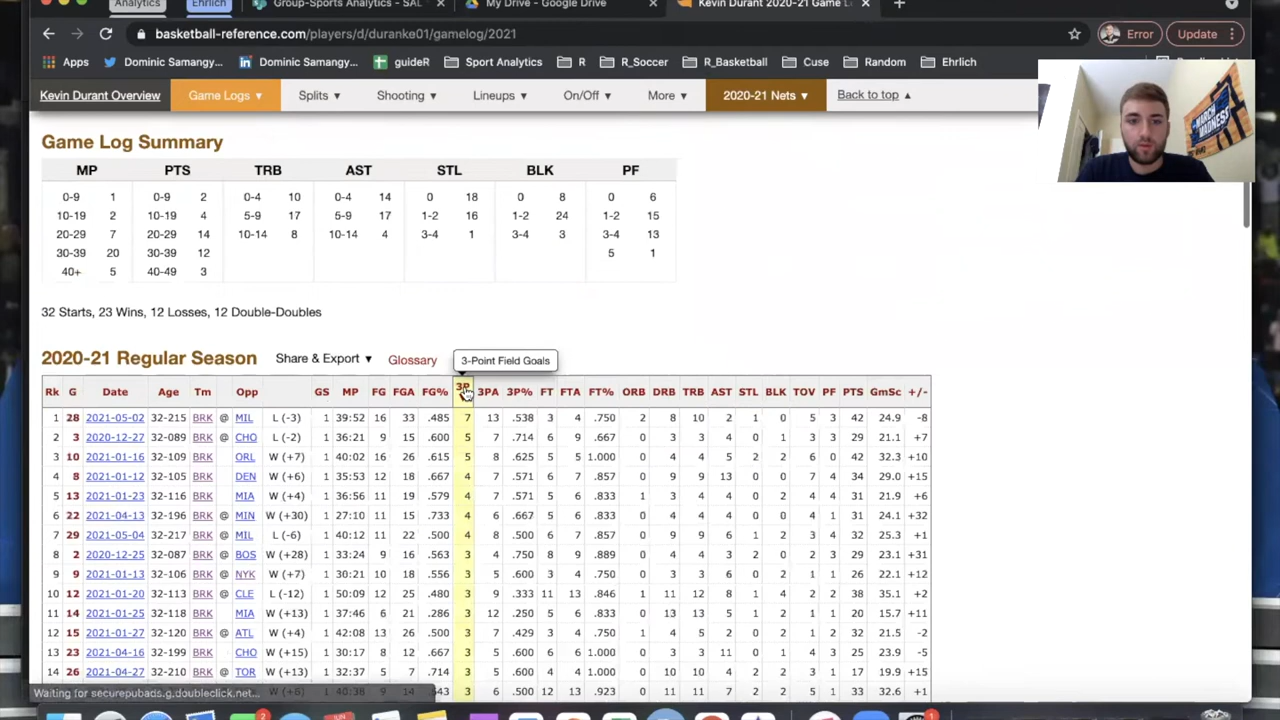 Analytics Ehrlich Group-Sports Analytics - SAL × My Drive - Google Drive × Kevin Durant 2020-21 Game L × +
basketball-reference.com/players/d/duranke01/gamelog/2021 Error Update
Apps Dominic Samangy... Dominic Samangy... guideR Sport Analytics R R_Soccer R_Basketball Cuse Random Ehrlich
Kevin Durant Overview Game Logs ▼ Splits ▼ Shooting ▼ Lineups ▼ On/Off ▼ More ▼ 2020-21 Nets ▼ Back to top ▲
MARCH MADNESS
Game Log Summary
MP PTS TRB AST STL BLK PF
0-9 1 0-9 2 0-4 10 0-4 14 0 18 0 8 0 6
10-19 2 10-19 4 5-9 17 5-9 17 1-2 16 1-2 24 1-2 15
20-29 7 20-29 14 10-14 8 10-14 4 3-4 1 3-4 3 3-4 13
30-39 20 30-39 12 5 1
40+ 5 40-49 3
32 Starts, 23 Wins, 12 Losses, 12 Double-Doubles
2020-21 Regular Season Share & Export ▼ Glossary 3-Point Field Goals
Rk G Date Age Tm Opp GS MP FG FGA FG% 3P 3PA 3P% FT FTA FT% ORB DRB TRB AST STL BLK TOV PF PTS GmSc +/-
1 28 2021-05-02 32-215 BRK @ MIL L (-3) 1 39:52 16 33 .485 7 13 .538 3 4 .750 2 8 10 2 1 0 5 3 42 24.9 -8
2 3 2020-12-27 32-089 BRK @ CHO L (-2) 1 36:21 9 15 .600 5 7 .714 6 9 .667 0 3 3 4 0 1 3 3 29 21.1 +7
3 10 2021-01-16 32-109 BRK ORL W (+7) 1 40:02 16 26 .615 5 8 .625 5 5 1.000 0 4 4 5 2 2 6 0 42 32.3 +10
4 8 2021-01-12 32-105 BRK DEN W (+6) 1 35:53 12 18 .667 4 7 .571 6 7 .857 0 9 9 13 0 1 7 4 34 29.0 +15
5 13 2021-01-23 32-116 BRK MIA W (+4) 1 36:56 11 19 .579 4 7 .571 5 6 .833 1 3 4 4 0 2 4 4 31 21.9 +6
6 22 2021-04-13 32-196 BRK @ MIN W (+30) 1 27:10 11 15 .733 4 6 .667 5 6 .833 0 4 4 4 0 0 4 1 31 24.1 +32
7 29 2021-05-04 32-217 BRK @ MIL L (-6) 1 40:12 11 22 .500 4 8 .500 6 7 .857 0 7 7 6 1 2 3 4 32 25.3 +1
8 2 2020-12-25 32-087 BRK @ BOS W (+28) 1 33:24 9 16 .563 3 4 .750 8 9 .889 0 4 4 3 2 2 3 2 29 23.1 +31
9 9 2021-01-13 32-106 BRK @ NYK W (+7) 1 30:21 10 18 .556 3 5 .600 3 4 .750 0 3 3 6 0 2 1 1 26 22.1 +12
10 12 2021-01-20 32-113 BRK @ CLE L (-12) 1 50:09 12 25 .480 3 9 .333 11 13 .846 1 11 12 8 1 4 2 2 38 35.1 +2
11 14 2021-01-25 32-118 BRK MIA W (+13) 1 37:46 6 21 .286 3 12 .250 5 6 .833 0 13 13 5 1 2 1 1 20 15.7 +11
12 15 2021-01-27 32-120 BRK @ ATL W (+4) 1 42:08 13 26 .500 3 7 .429 3 4 .750 1 4 5 2 0 1 2 2 32 21.5 -2
13 23 2021-04-16 32-199 BRK CHO W (+15) 1 30:17 8 12 .667 3 5 .600 6 6 1.000 0 3 3 11 0 0 5 2 25 23.9 -5
14 26 2021-04-27 32-210 BRK @ TOR W (+13) 1 32:37 5 7 .714 3 5 .600 4 4 1.000 0 10 10 4 2 2 3 1 17 19.9 +15
W (+6) 1 40:38 9 14 .643 3 6 .500 12 13 .923 0 11 11 7 2 1 5 0 33 32.6 +1
Waiting for securepubads.g.doubleclick.net...